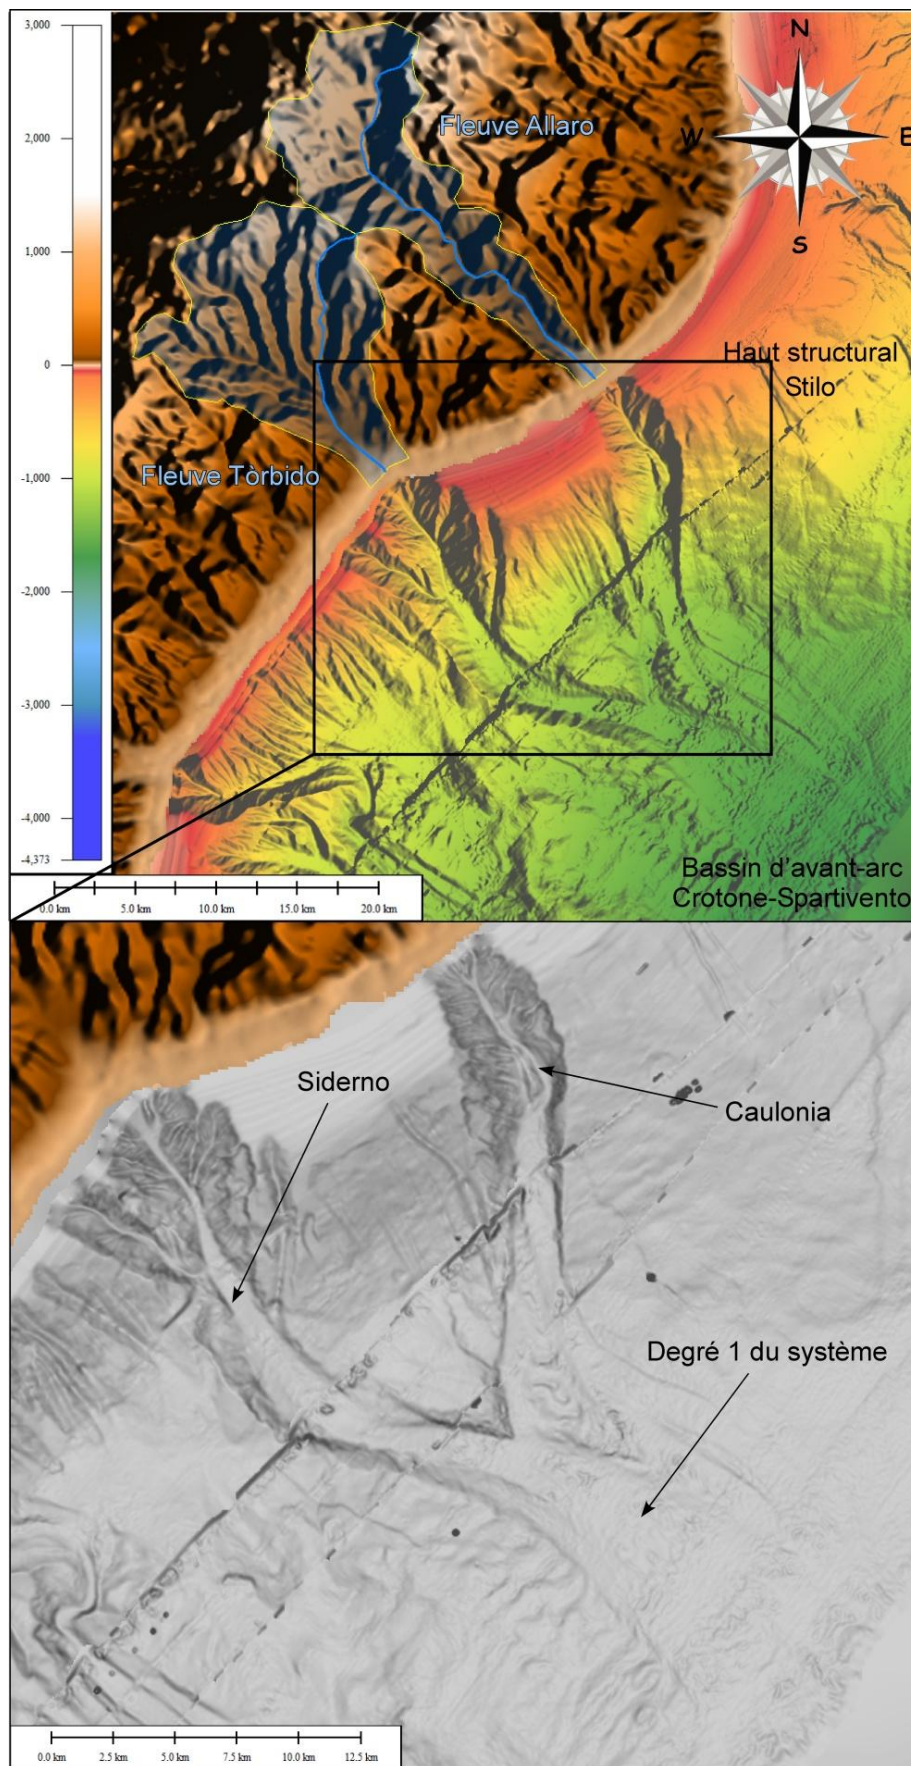 3,000
N
Fleuve Allaro
2,000
W
E
S
1,000
Haut structural
Stilo
0
-1,000
Fleuve Tòrbido
-2,000
-3,000
-4,000
-4,373
Bassin d'avant-arc
Crotone-Spartivento
0.0 km 5.0 km 10.0 km 15.0 km 20.0 km
Siderno
Caulonia
Degré 1 du système
0.0 km 2.5 km 5.0 km 7.5 km 10.0 km 12.5 km